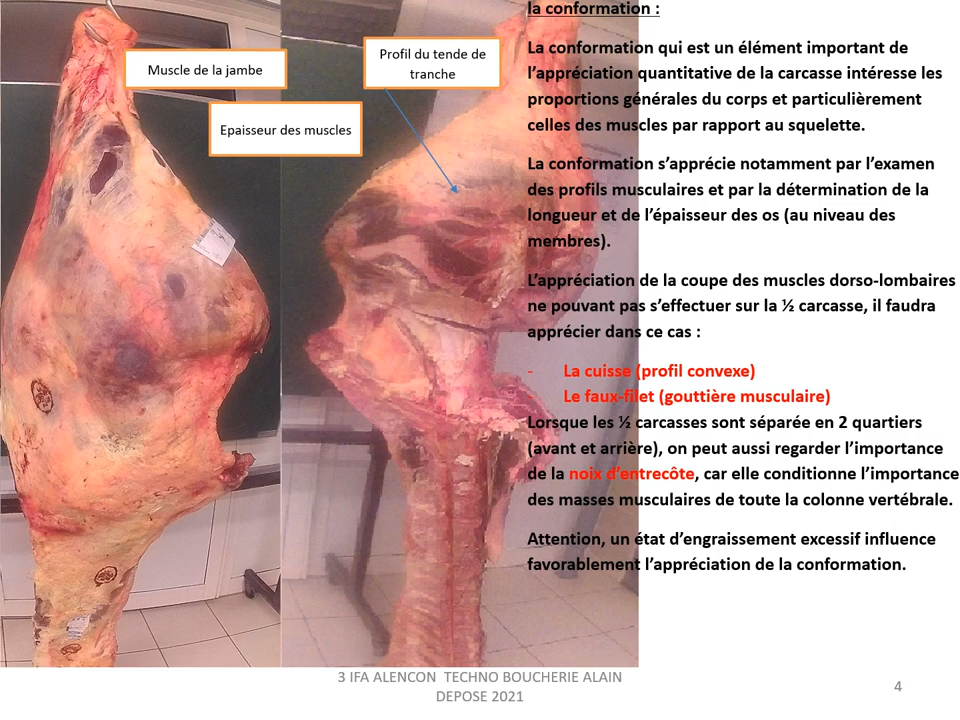 la conformation :
Muscle de la jambe
Profil du tende de
tranche
Epaisseur des muscles
La conformation qui est un élément important de
l’appréciation quantitative de la carcasse intéresse les
proportions générales du corps et particulièrement
celles des muscles par rapport au squelette.
La conformation s’apprécie notamment par l’examen
des profils musculaires et par la détermination de la
longueur et de l’épaisseur des os (au niveau des
membres).
L’appréciation de la coupe des muscles dorso-lombaires
ne pouvant pas s’effectuer sur la ½ carcasse, il faudra
apprécier dans ce cas :
- La cuisse (profil convexe)
- Le faux-filet (gouttière musculaire)
Lorsque les ½ carcasses sont séparée en 2 quartiers
(avant et arrière), on peut aussi regarder l’importance
de la noix d’entrecôte, car elle conditionne l’importance
des masses musculaires de toute la colonne vertébrale.
Attention, un état d’engraissement excessif influence
favorablement l’appréciation de la conformation.
3 IFA ALENCON  TECHNO BOUCHERIE ALAIN
DEPOSE 2021
4